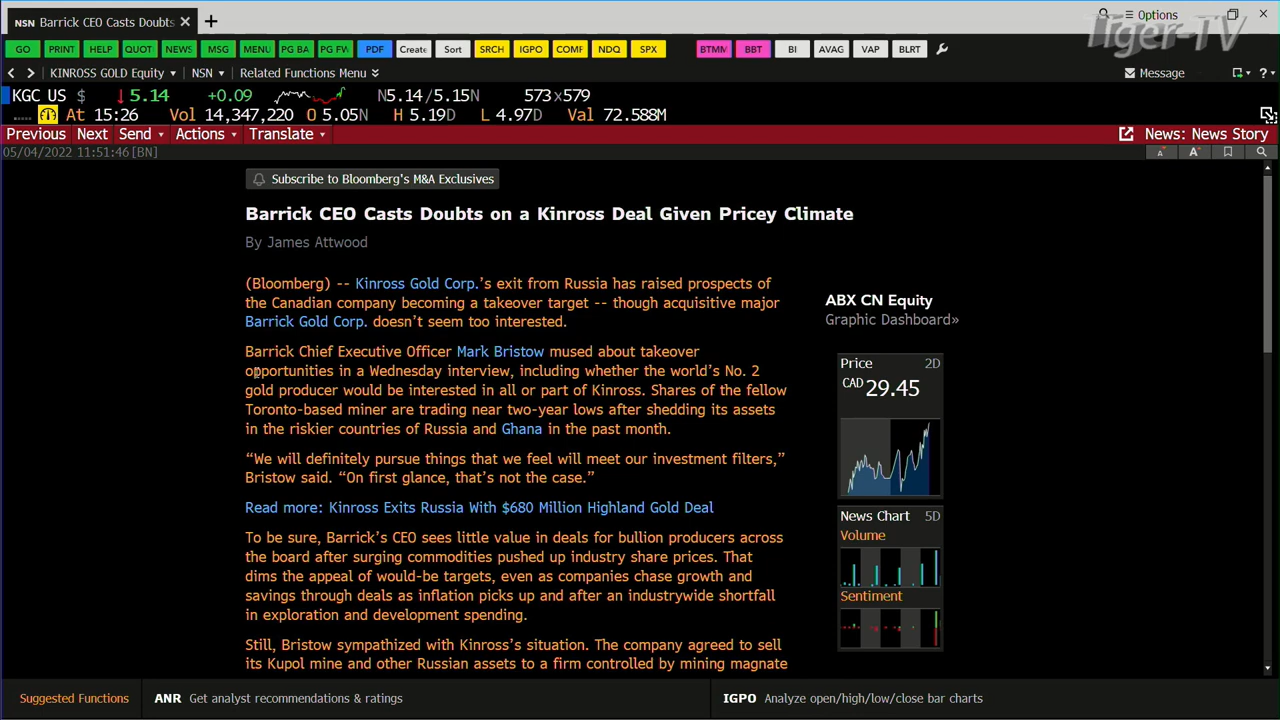 NSN Barrick CEO Casts Doubts
Options
Tiger-TV
GO PRINT HELP QUOT NEWS MSG MENU PG BA PG FW PDF Create Sort SRCH IGPO COMF NDQ SPX BTMM BBT BI AVAG VAP BLRT
KINROSS GOLD Equity NSN Related Functions Menu Message
KGC US $ ↓5.14 +0.09 N5.14/5.15N 573x579
At 15:26 Vol 14,347,220 O 5.05N H 5.19D L 4.97D Val 72.588M
Previous Next Send Actions Translate News: News Story
05/04/2022 11:51:46 [BN]
Subscribe to Bloomberg's M&A Exclusives
Barrick CEO Casts Doubts on a Kinross Deal Given Pricey Climate
By James Attwood
(Bloomberg) -- Kinross Gold Corp.’s exit from Russia has raised prospects of
the Canadian company becoming a takeover target -- though acquisitive major
Barrick Gold Corp. doesn’t seem too interested.
Barrick Chief Executive Officer Mark Bristow mused about takeover
opportunities in a Wednesday interview, including whether the world’s No. 2
gold producer would be interested in all or part of Kinross. Shares of the fellow
Toronto-based miner are trading near two-year lows after shedding its assets
in the riskier countries of Russia and Ghana in the past month.
“We will definitely pursue things that we feel will meet our investment filters,”
Bristow said. “On first glance, that’s not the case.”
Read more: Kinross Exits Russia With $680 Million Highland Gold Deal
To be sure, Barrick’s CEO sees little value in deals for bullion producers across
the board after surging commodities pushed up industry share prices. That
dims the appeal of would-be targets, even as companies chase growth and
savings through deals as inflation picks up and after an industrywide shortfall
in exploration and development spending.
Still, Bristow sympathized with Kinross’s situation. The company agreed to sell
its Kupol mine and other Russian assets to a firm controlled by mining magnate
ABX CN Equity
Graphic Dashboard»
Price 2D
CAD 29.45
News Chart 5D
Volume
Sentiment
Suggested Functions ANR Get analyst recommendations & ratings IGPO Analyze open/high/low/close bar charts